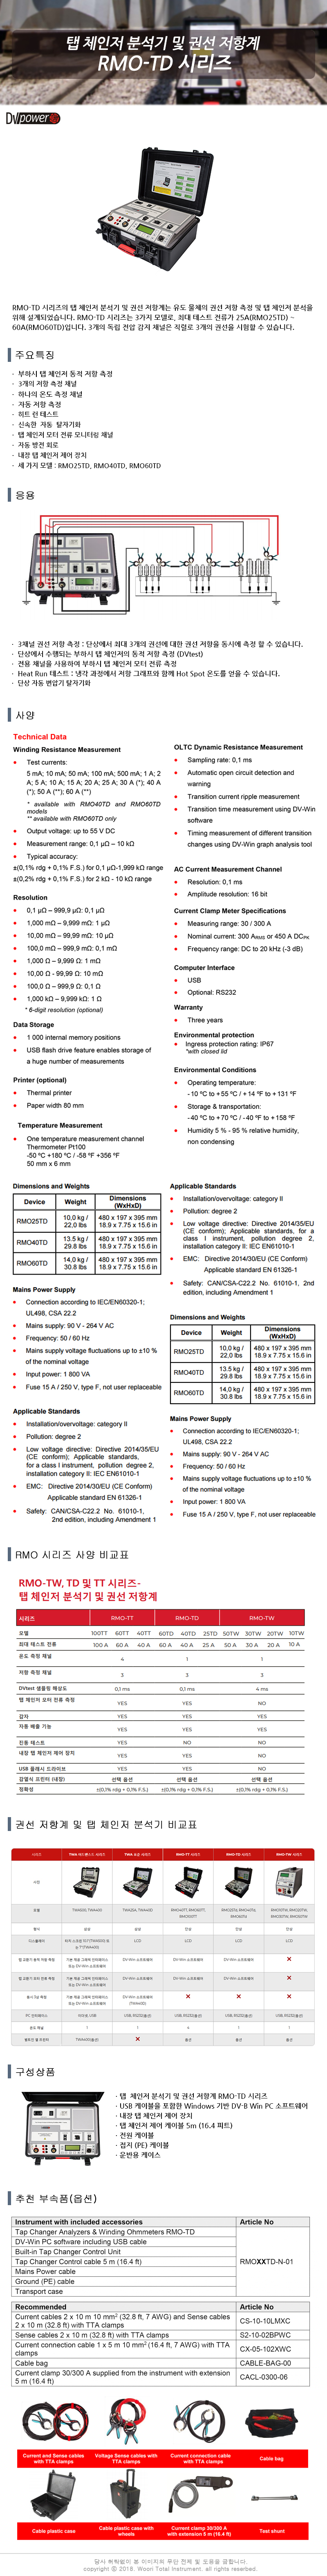 탭 체인저 분석기 및 권선 저항계
RMO-TD 시리즈
DVpower
RMO-TD 시리즈의 탭 체인저 분석기 및 권선 저항계는 유도 물체의 권선 저항 측정 및 탭 체인저 분석을
위해 설계되었습니다. RMO-TD 시리즈는 3가지 모델로, 최대 테스트 전류가 25A(RMO25TD) ~
60A(RMO60TD)입니다. 3개의 독립 전압 감지 채널은 직렬로 3개의 권선을 시험할 수 있습니다.
주요특징
· 부하시 탭 체인저 동적 저항 측정
· 3개의 저항 측정 채널
· 하나의 온도 측정 채널
· 자동 저항 측정
· 히트 런 테스트
· 신속한 자동 탈자기화
· 탭 체인저 모터 전류 모니터링 채널
· 자동 방전 회로
· 내장 탭 체인저 제어 장치
· 세 가지 모델 : RMO25TD, RMO40TD, RMO60TD
응용
· 3채널 권선 저항 측정 : 단상에서 최대 3개의 권선에 대한 권선 저항을 동시에 측정 할 수 있습니다.
· 단상에서 수행되는 부하시 탭 체인저의 동적 저항 측정 (DVtest)
· 전용 채널을 사용하여 부하시 탭 체인저 모터 전류 측정
· Heat Run 테스트 : 냉각 과정에서 저항 그래프와 함께 Hot Spot 온도를 얻을 수 있습니다.
· 단상 자동 변압기 탈자기화
사양
Technical Data
Winding Resistance Measurement
• Test currents:
5 mA; 10 mA; 50 mA; 100 mA; 500 mA; 1 A; 2
A; 5 A; 10 A; 15 A; 20 A; 25 A; 30 A (*); 40 A
(*); 50 A (**); 60 A (**)
* available with RMO40TD and RMO60TD
models
** available with RMO60TD only
• Output voltage: up to 55 V DC
• Measurement range: 0,1 µΩ – 10 kΩ
• Typical accuracy:
±(0,1% rdg + 0,1% F.S.) for 0,1 µΩ-1,999 kΩ range
±(0,2% rdg + 0,1% F.S.) for 2 kΩ - 10 kΩ range
Resolution
• 0,1 µΩ – 999,9 µΩ: 0,1 µΩ
• 1,000 mΩ – 9,999 mΩ: 1 µΩ
• 10,00 mΩ – 99,99 mΩ: 10 µΩ
• 100,0 mΩ – 999,9 mΩ: 0,1 mΩ
• 1,000 Ω – 9,999 Ω: 1 mΩ
• 10,00 Ω - 99,99 Ω: 10 mΩ
• 100,0 Ω – 999,9 Ω: 0,1 Ω
• 1,000 kΩ – 9,999 kΩ: 1 Ω
* 6-digit resolution (optional)
Data Storage
• 1 000 internal memory positions
• USB flash drive feature enables storage of
a huge number of measurements
Printer (optional)
• Thermal printer
• Paper width 80 mm
Temperature Measurement
• One temperature measurement channel
Thermometer Pt100
-50 ºC +180 ºC / -58 ºF +356 ºF
50 mm x 6 mm
OLTC Dynamic Resistance Measurement
• Sampling rate: 0,1 ms
• Automatic open circuit detection and
warning
• Transition current ripple measurement
• Transition time measurement using DV-Win
software
• Timing measurement of different transition
changes using DV-Win graph analysis tool
AC Current Measurement Channel
• Resolution: 0,1 ms
• Amplitude resolution: 16 bit
Current Clamp Meter Specifications
• Measuring range: 30 / 300 A
• Nominal current: 300 ARMS or 450 A DCPK
• Frequency range: DC to 20 kHz (-3 dB)
Computer Interface
• USB
• Optional: RS232
Warranty
• Three years
Environmental protection
• Ingress protection rating: IP67
*with closed lid
Environmental Conditions
• Operating temperature:
-10 ºC to +55 ºC / +14 ºF to +131 ºF
• Storage & transportation:
-40 ºC to +70 ºC / -40 ºF to +158 ºF
• Humidity 5 % - 95 % relative humidity,
non condensing
Dimensions and Weights
Device Weight Dimensions (WxHxD)
RMO25TD 10,0 kg / 22,0 lbs 480 x 197 x 395 mm 18.9 x 7.75 x 15.6 in
RMO40TD 13.5 kg / 29.8 lbs 480 x 197 x 395 mm 18.9 x 7.75 x 15.6 in
RMO60TD 14,0 kg / 30.8 lbs 480 x 197 x 395 mm 18.9 x 7.75 x 15.6 in
Mains Power Supply
• Connection according to IEC/EN60320-1;
UL498, CSA 22.2
• Mains supply: 90 V - 264 V AC
• Frequency: 50 / 60 Hz
• Mains supply voltage fluctuations up to ±10 %
of the nominal voltage
• Input power: 1 800 VA
• Fuse 15 A / 250 V, type F, not user replaceable
Applicable Standards
• Installation/overvoltage: category II
• Pollution: degree 2
• Low voltage directive: Directive 2014/35/EU
(CE conform); Applicable standards,
for a class I instrument, pollution degree 2,
installation category II: IEC EN61010-1
• EMC: Directive 2014/30/EU (CE Conform)
Applicable standard EN 61326-1
• Safety: CAN/CSA-C22.2 No. 61010-1,
2nd edition, including Amendment 1
Applicable Standards
• Installation/overvoltage: category II
• Pollution: degree 2
• Low voltage directive: Directive 2014/35/EU
(CE conform); Applicable standards, for a
class I instrument, pollution degree 2,
installation category II: IEC EN61010-1
• EMC: Directive 2014/30/EU (CE Conform)
Applicable standard EN 61326-1
• Safety: CAN/CSA-C22.2 No. 61010-1, 2nd
edition, including Amendment 1
Dimensions and Weights
Device Weight Dimensions (WxHxD)
RMO25TD 10,0 kg / 22,0 lbs 480 x 197 x 395 mm 18.9 x 7.75 x 15.6 in
RMO40TD 13.5 kg / 29.8 lbs 480 x 197 x 395 mm 18.9 x 7.75 x 15.6 in
RMO60TD 14,0 kg / 30.8 lbs 480 x 197 x 395 mm 18.9 x 7.75 x 15.6 in
Mains Power Supply
• Connection according to IEC/EN60320-1;
UL498, CSA 22.2
• Mains supply: 90 V - 264 V AC
• Frequency: 50 / 60 Hz
• Mains supply voltage fluctuations up to ±10 %
of the nominal voltage
• Input power: 1 800 VA
• Fuse 15 A / 250 V, type F, not user replaceable
RMO 시리즈 사양 비교표
RMO-TW, TD 및 TT 시리즈-
탭 체인저 분석기 및 권선 저항계
시리즈 RMO-TT RMO-TD RMO-TW
모델 100TT 60TT 40TT 60TD 40TD 25TD 50TW 30TW 20TW 10TW
최대 테스트 전류 100 A 60 A 40 A 60 A 40 A 25 A 50 A 30 A 20 A 10 A
온도 측정 채널 4 1 1
저항 측정 채널 3 3 3
DVtest 샘플링 해상도 0,1 ms 0,1 ms 4 ms
탭 체인저 모터 전류 측정 YES YES NO
감자 YES YES YES
자동 배출 기능 YES YES YES
진동 테스트 YES NO NO
내장 탭 체인저 제어 장치 YES YES NO
USB 플래시 드라이브 YES YES NO
감열식 프린터 (내장) 선택 옵션 선택 옵션 선택 옵션
정확성 ±(0,1% rdg + 0,1% F.S.) ±(0,1% rdg + 0,1% F.S.) ±(0,1% rdg + 0,1% F.S.)
권선 저항계 및 탭 체인저 분석기 비교표
RMO-TT 시리즈 RMO-TD 시리즈 RMO-TW 시리즈
구성상품
· 탭 체인저 분석기 및 권선 저항계 RMO-TD 시리즈
· USB 케이블을 포함한 Windows 기반 DV-B Win PC 소프트웨어
· 내장 탭 체인저 제어 장치
· 탭 체인저 제어 케이블 5m (16.4 피트)
· 전원 케이블
· 접지 (PE) 케이블
· 운반용 케이스
추천 부속품(옵션)
Instrument with included accessories Article No
Tap Changer Analyzers & Winding Ohmmeters RMO-TD
DV-Win PC software including USB cable
Built-in Tap Changer Control Unit
Tap Changer Control cable 5 m (16.4 ft) RMOXXTD-N-01
Mains Power cable
Ground (PE) cable
Transport case
Recommended Article No
Current cables 2 x 10 m 10 mm2 (32.8 ft, 7 AWG) and Sense cables
2 x 10 m (32.8 ft) with TTA clamps CS-10-10LMXC
Sense cables 2 x 10 m (32.8 ft) with TTA clamps S2-10-02BPWC
Current connection cable 1 x 5 m 10 mm2 (16.4 ft, 7 AWG) with TTA
clamps CX-05-102XWC
Cable bag CABLE-BAG-00
Current clamp 30/300 A supplied from the instrument with extension
5 m (16.4 ft) CACL-0300-06
Current and Sense cables with TTA clamps
Voltage Sense cables with TTA clamps
Current connection cable with TTA clamps
Cable bag
Cable plastic case
Cable plastic case with wheels
Current clamp 30/300 A with extension 5 m (16.4 ft)
Test shunt
당사 허락없이 본 이미지의 무단 전제 및 도용을 금합니다.
copyright ⓒ 2018. Woori Total Instrument. all rights reserbed.